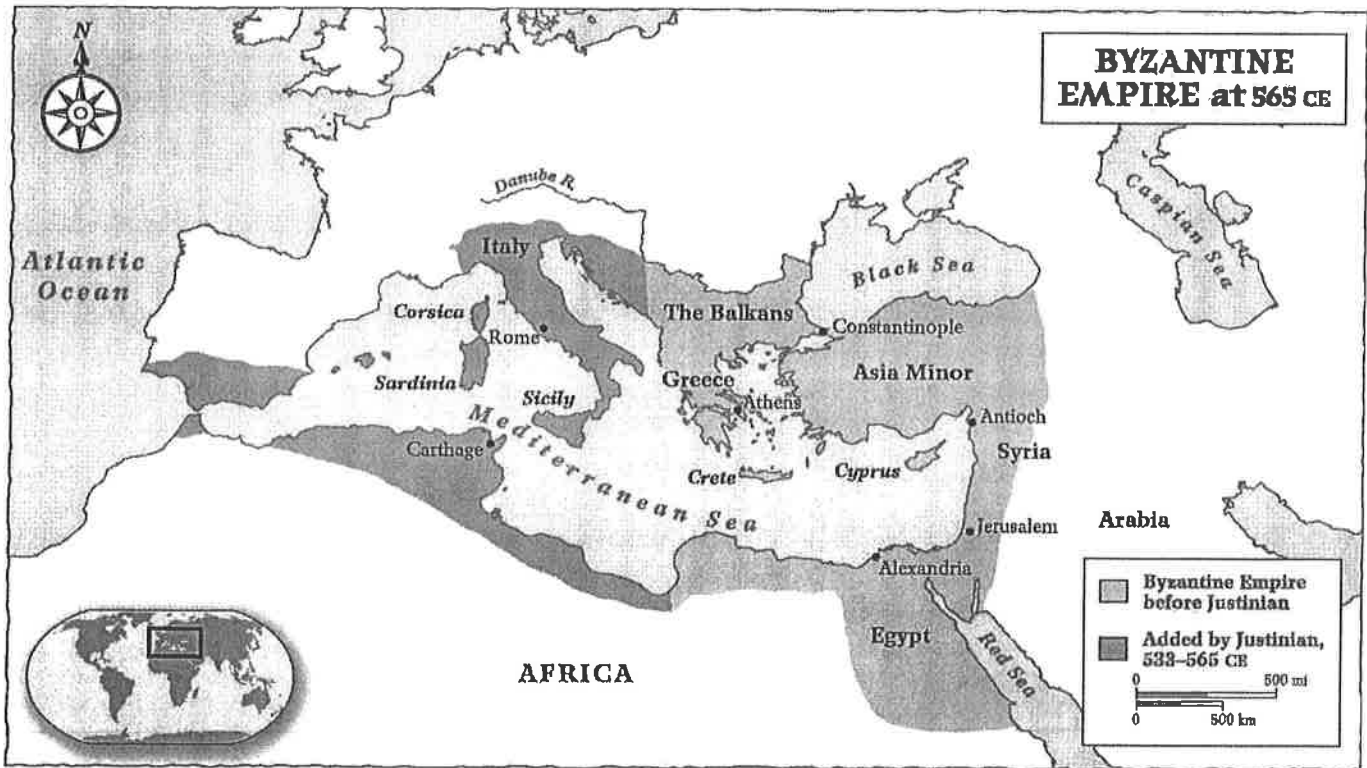 N
BYZANTINE
EMPIRE at 565 CE
Danube R.
Caspian Sea
Atlantic
Ocean
Italy
Black Sea
Corsica
Rome
The Balkans
Constantinople
Sardinia
Sicily
Greece
Athens
Asia Minor
Antioch
Carthage
Mediterranean Sea
Crete
Cyprus
Syria
Arabia
Jerusalem
Alexandria
Egypt
Red Sea
AFRICA
Byzantine Empire
before Justinian
Added by Justinian,
533–565 CE
0 500 mi
0 500 km